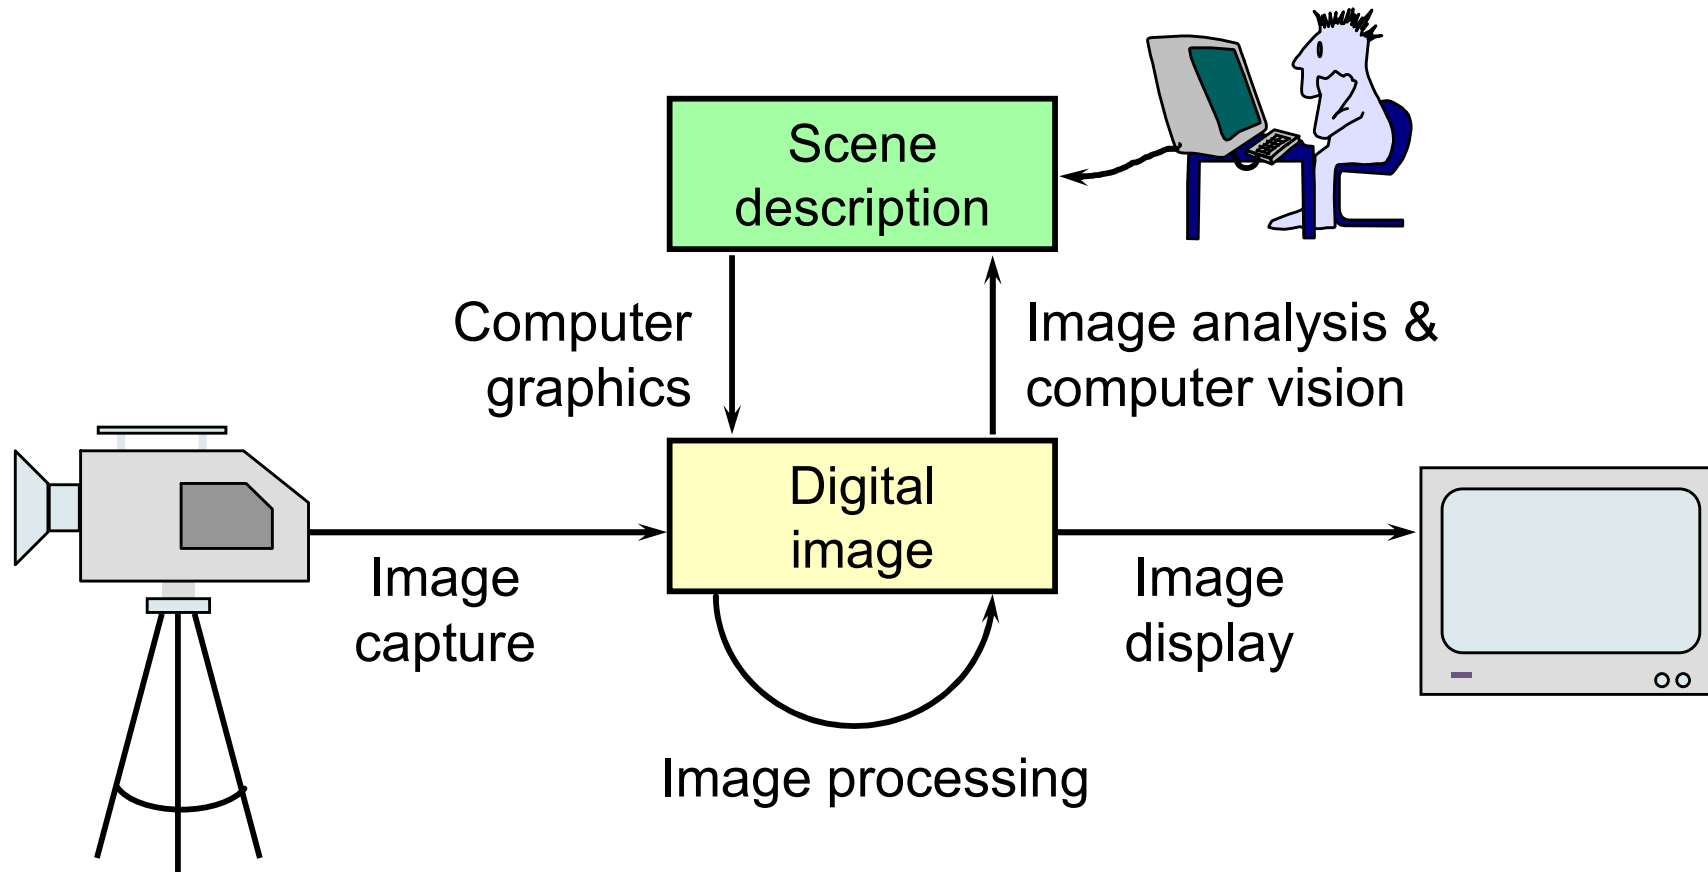 Scene
description
Computer
graphics
Image analysis &
computer vision
Digital
image
Image
capture
Image
display
Image processing